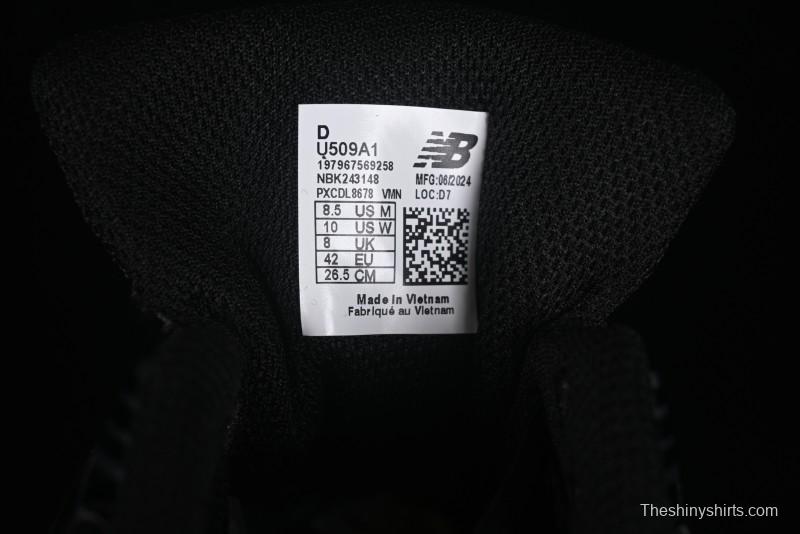 D
U509A1
197967569258
NBK243148
PXCDL8678 VMN
NB
MFG:06/2024
LOC:D7
8.5 US M
10 US W
8 UK
42 EU
26.5 CM
Made in Vietnam
Fabriqué au Vietnam
Theshinyshirts.com